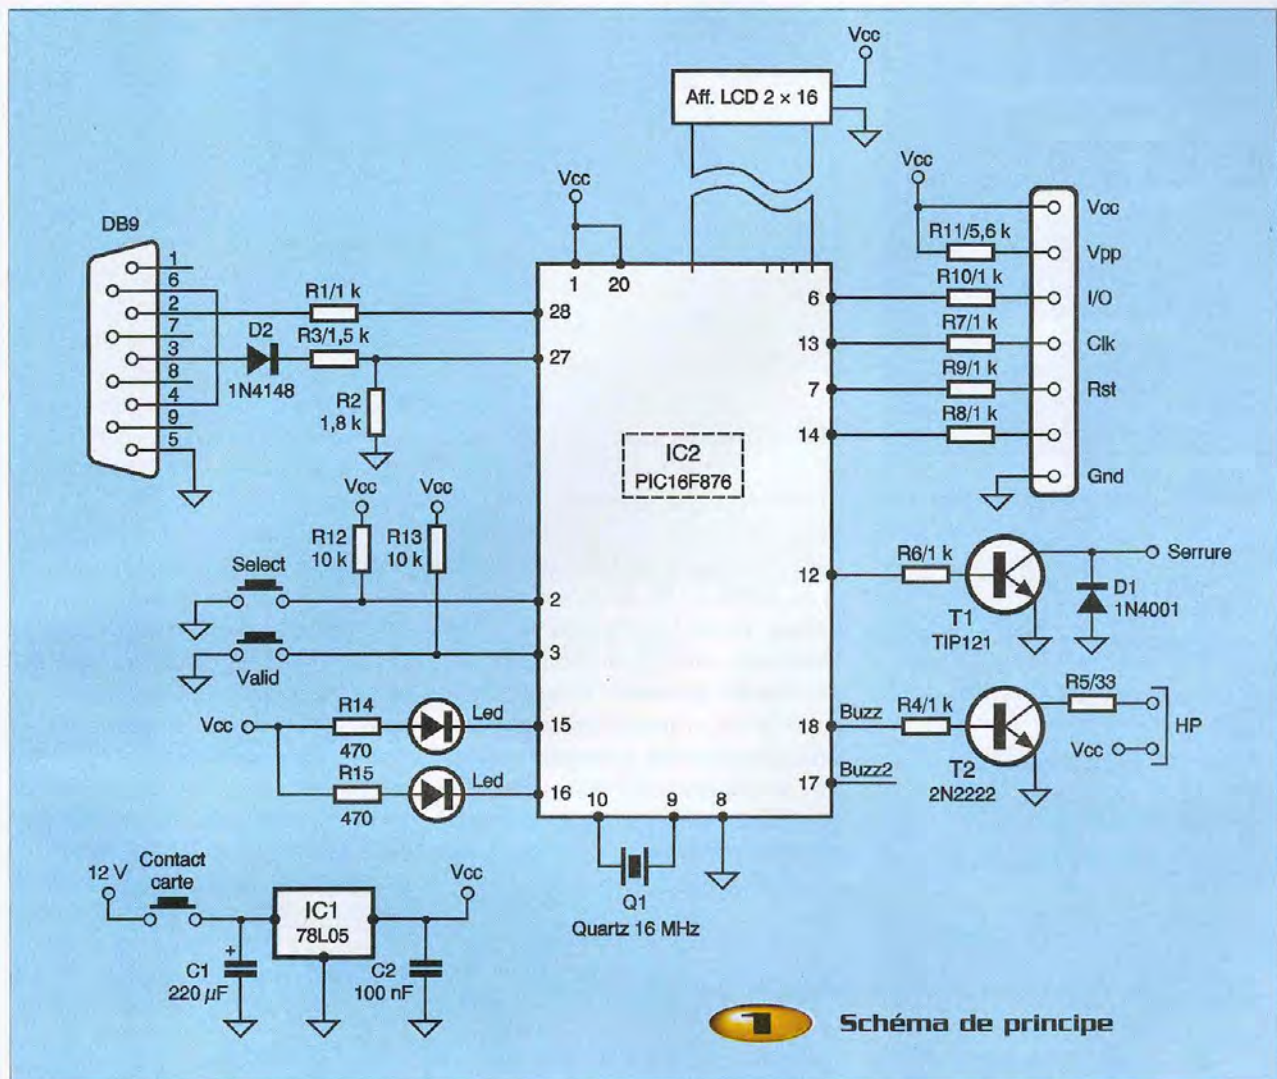 Vcc
Aff. LCD 2 × 16
Vcc
Vcc
DB9
1
6
2
7
3
8
4
9
5
R1/1 k
D2
1N4148
R3/1,5 k
R2
1,8 k
1
20
28
27
6
13
7
14
IC2
PIC16F876
R11/5,6 k
R10/1 k
R7/1 k
R9/1 k
R8/1 k
Vcc
Vpp
I/O
Clk
Rst
Gnd
Vcc
Vcc
R12
10 k
R13
10 k
Select
2
Valid
3
12
R6/1 k
T1
TIP121
Serrure
D1
1N4001
Vcc
R14
470
Led
15
R15
470
Led
16
18
Buzz
R4/1 k
17
Buzz2
T2
2N2222
R5/33
Vcc
HP
10
9
8
Q1
Quartz 16 MHz
12 V
Contact
carte
IC1
78L05
Vcc
+
C1
220 µF
C2
100 nF
1
Schéma de principe